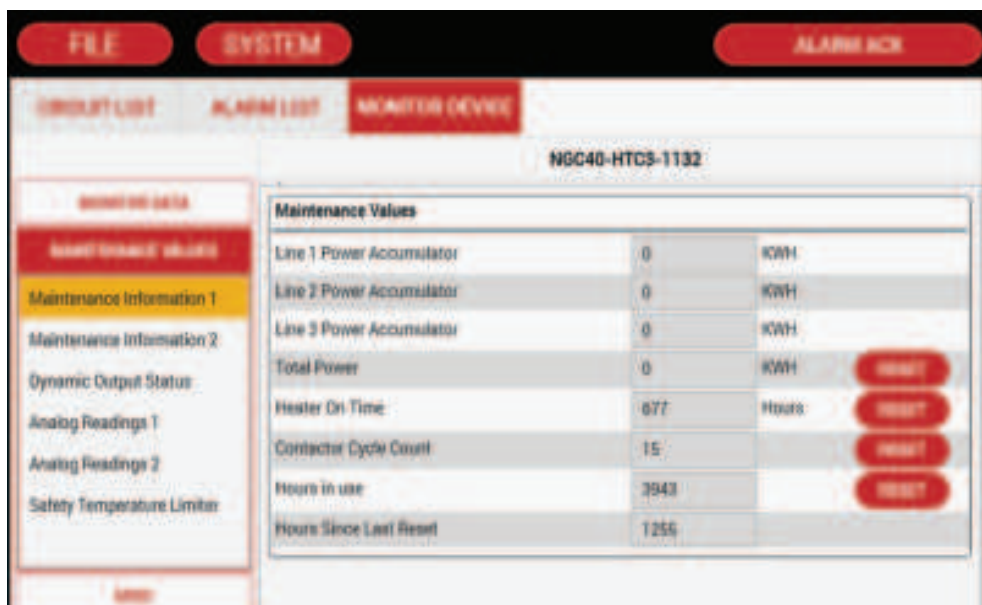 FILE SYSTEM ALARM ACK
CIRCUIT LIST ALARM LIST MONITOR DEVICE
NGC40-HTC3-1132
MONITOR DATA
MAINTENANCE VALUES
Maintenance Information 1
Maintenance Information 2
Dynamic Output Status
Analog Readings 1
Analog Readings 2
Safety Temperature Limiter
MISC
Maintenance Values
Line 1 Power Accumulator 0 KWH
Line 2 Power Accumulator 0 KWH
Line 3 Power Accumulator 0 KWH
Total Power 0 KWH RESET
Heater On Time 677 Hours RESET
Contactor Cycle Count 15 RESET
Hours in use 3943 RESET
Hours Since Last Reset 1255